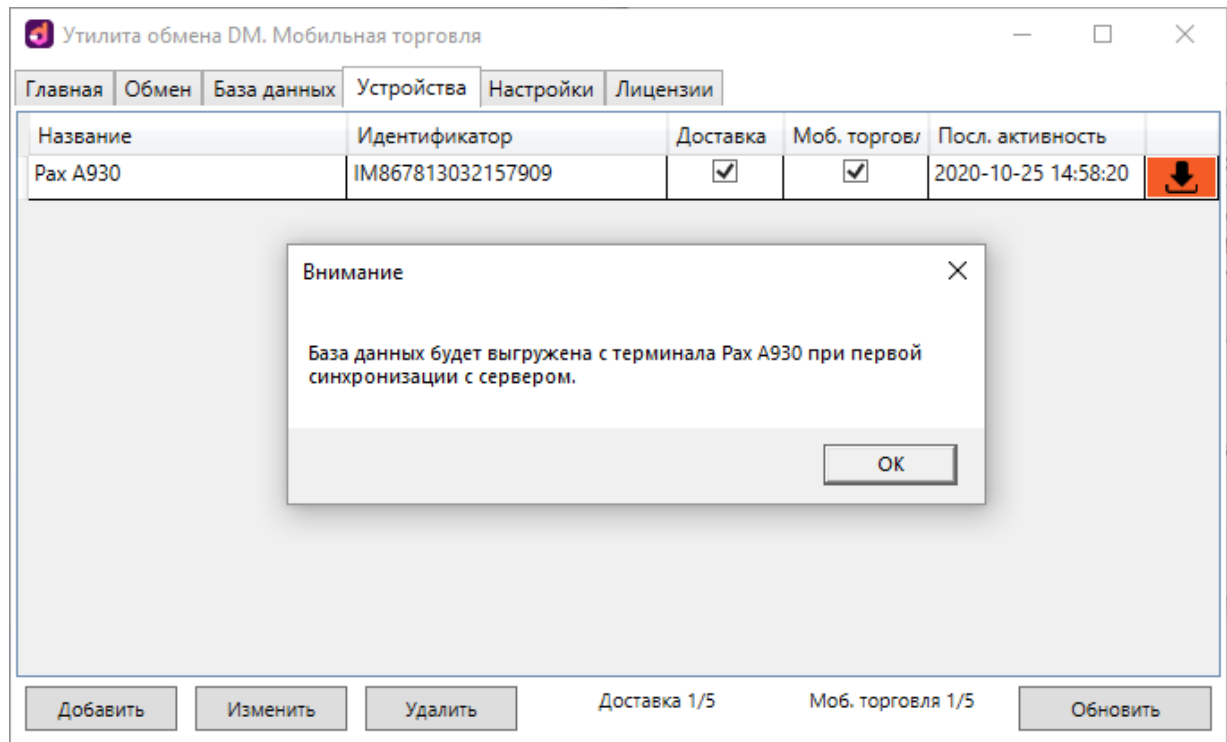 Утилита обмена DM. Мобильная торговля
Главная Обмен База данных Устройства Настройки Лицензии
Название Идентификатор Доставка Моб. торговл Посл. активность
Pax A930 IM867813032157909 2020-10-25 14:58:20
Внимание
База данных будет выгружена с терминала Pax A930 при первой
синхронизации с сервером.
OK
Добавить Изменить Удалить Доставка 1/5 Моб. торговля 1/5 Обновить